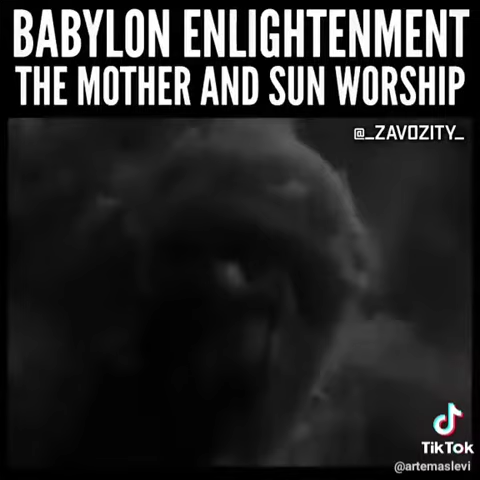 BABYLON ENLIGHTENMENT
THE MOTHER AND SUN WORSHIP
@_ZAVOZITY_
TikTok
@artemaslevi